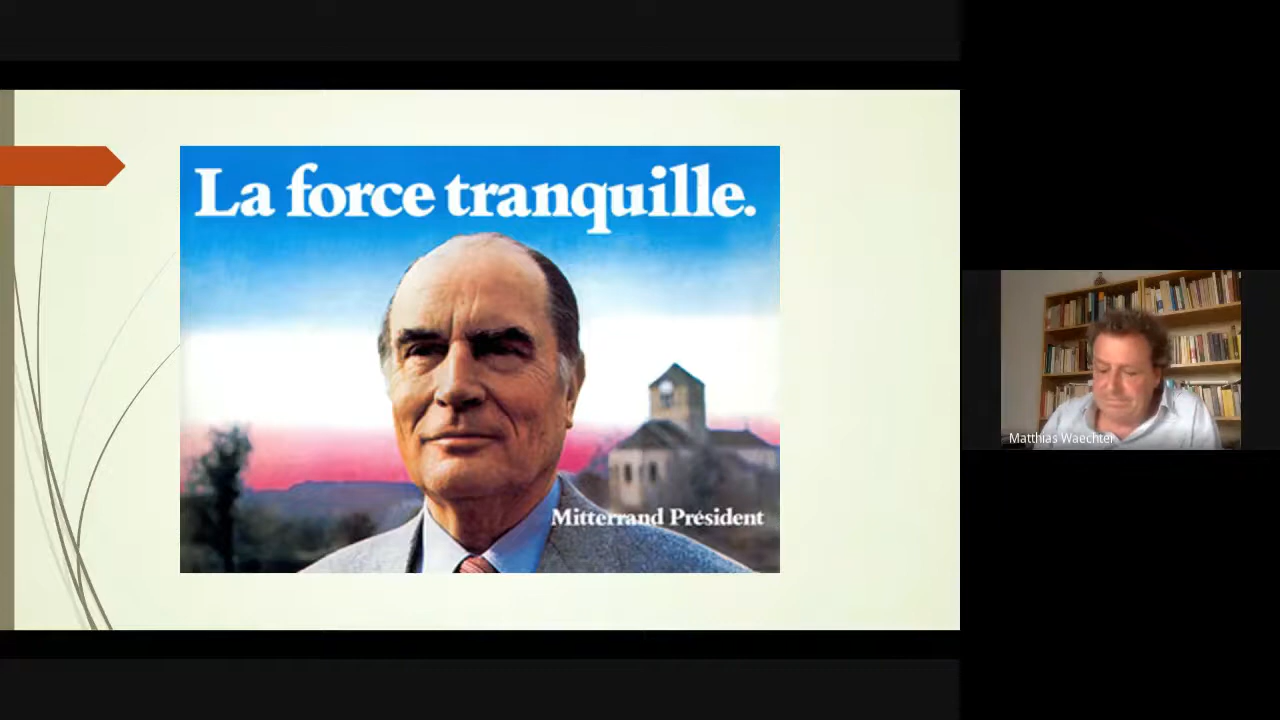 La force tranquille.
Mitterrand Président
Matthias Waechter